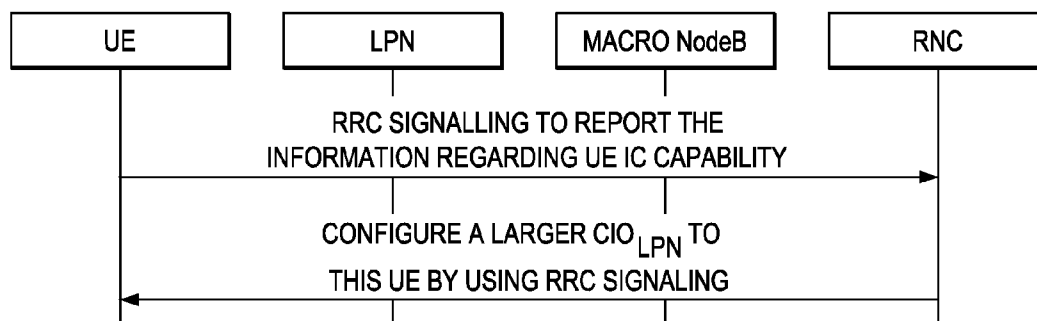 UE
LPN
MACRO NodeB
RNC
RRC SIGNALLING TO REPORT THE
INFORMATION REGARDING UE IC CAPABILITY
CONFIGURE A LARGER CIO LPN TO
THIS UE BY USING RRC SIGNALING